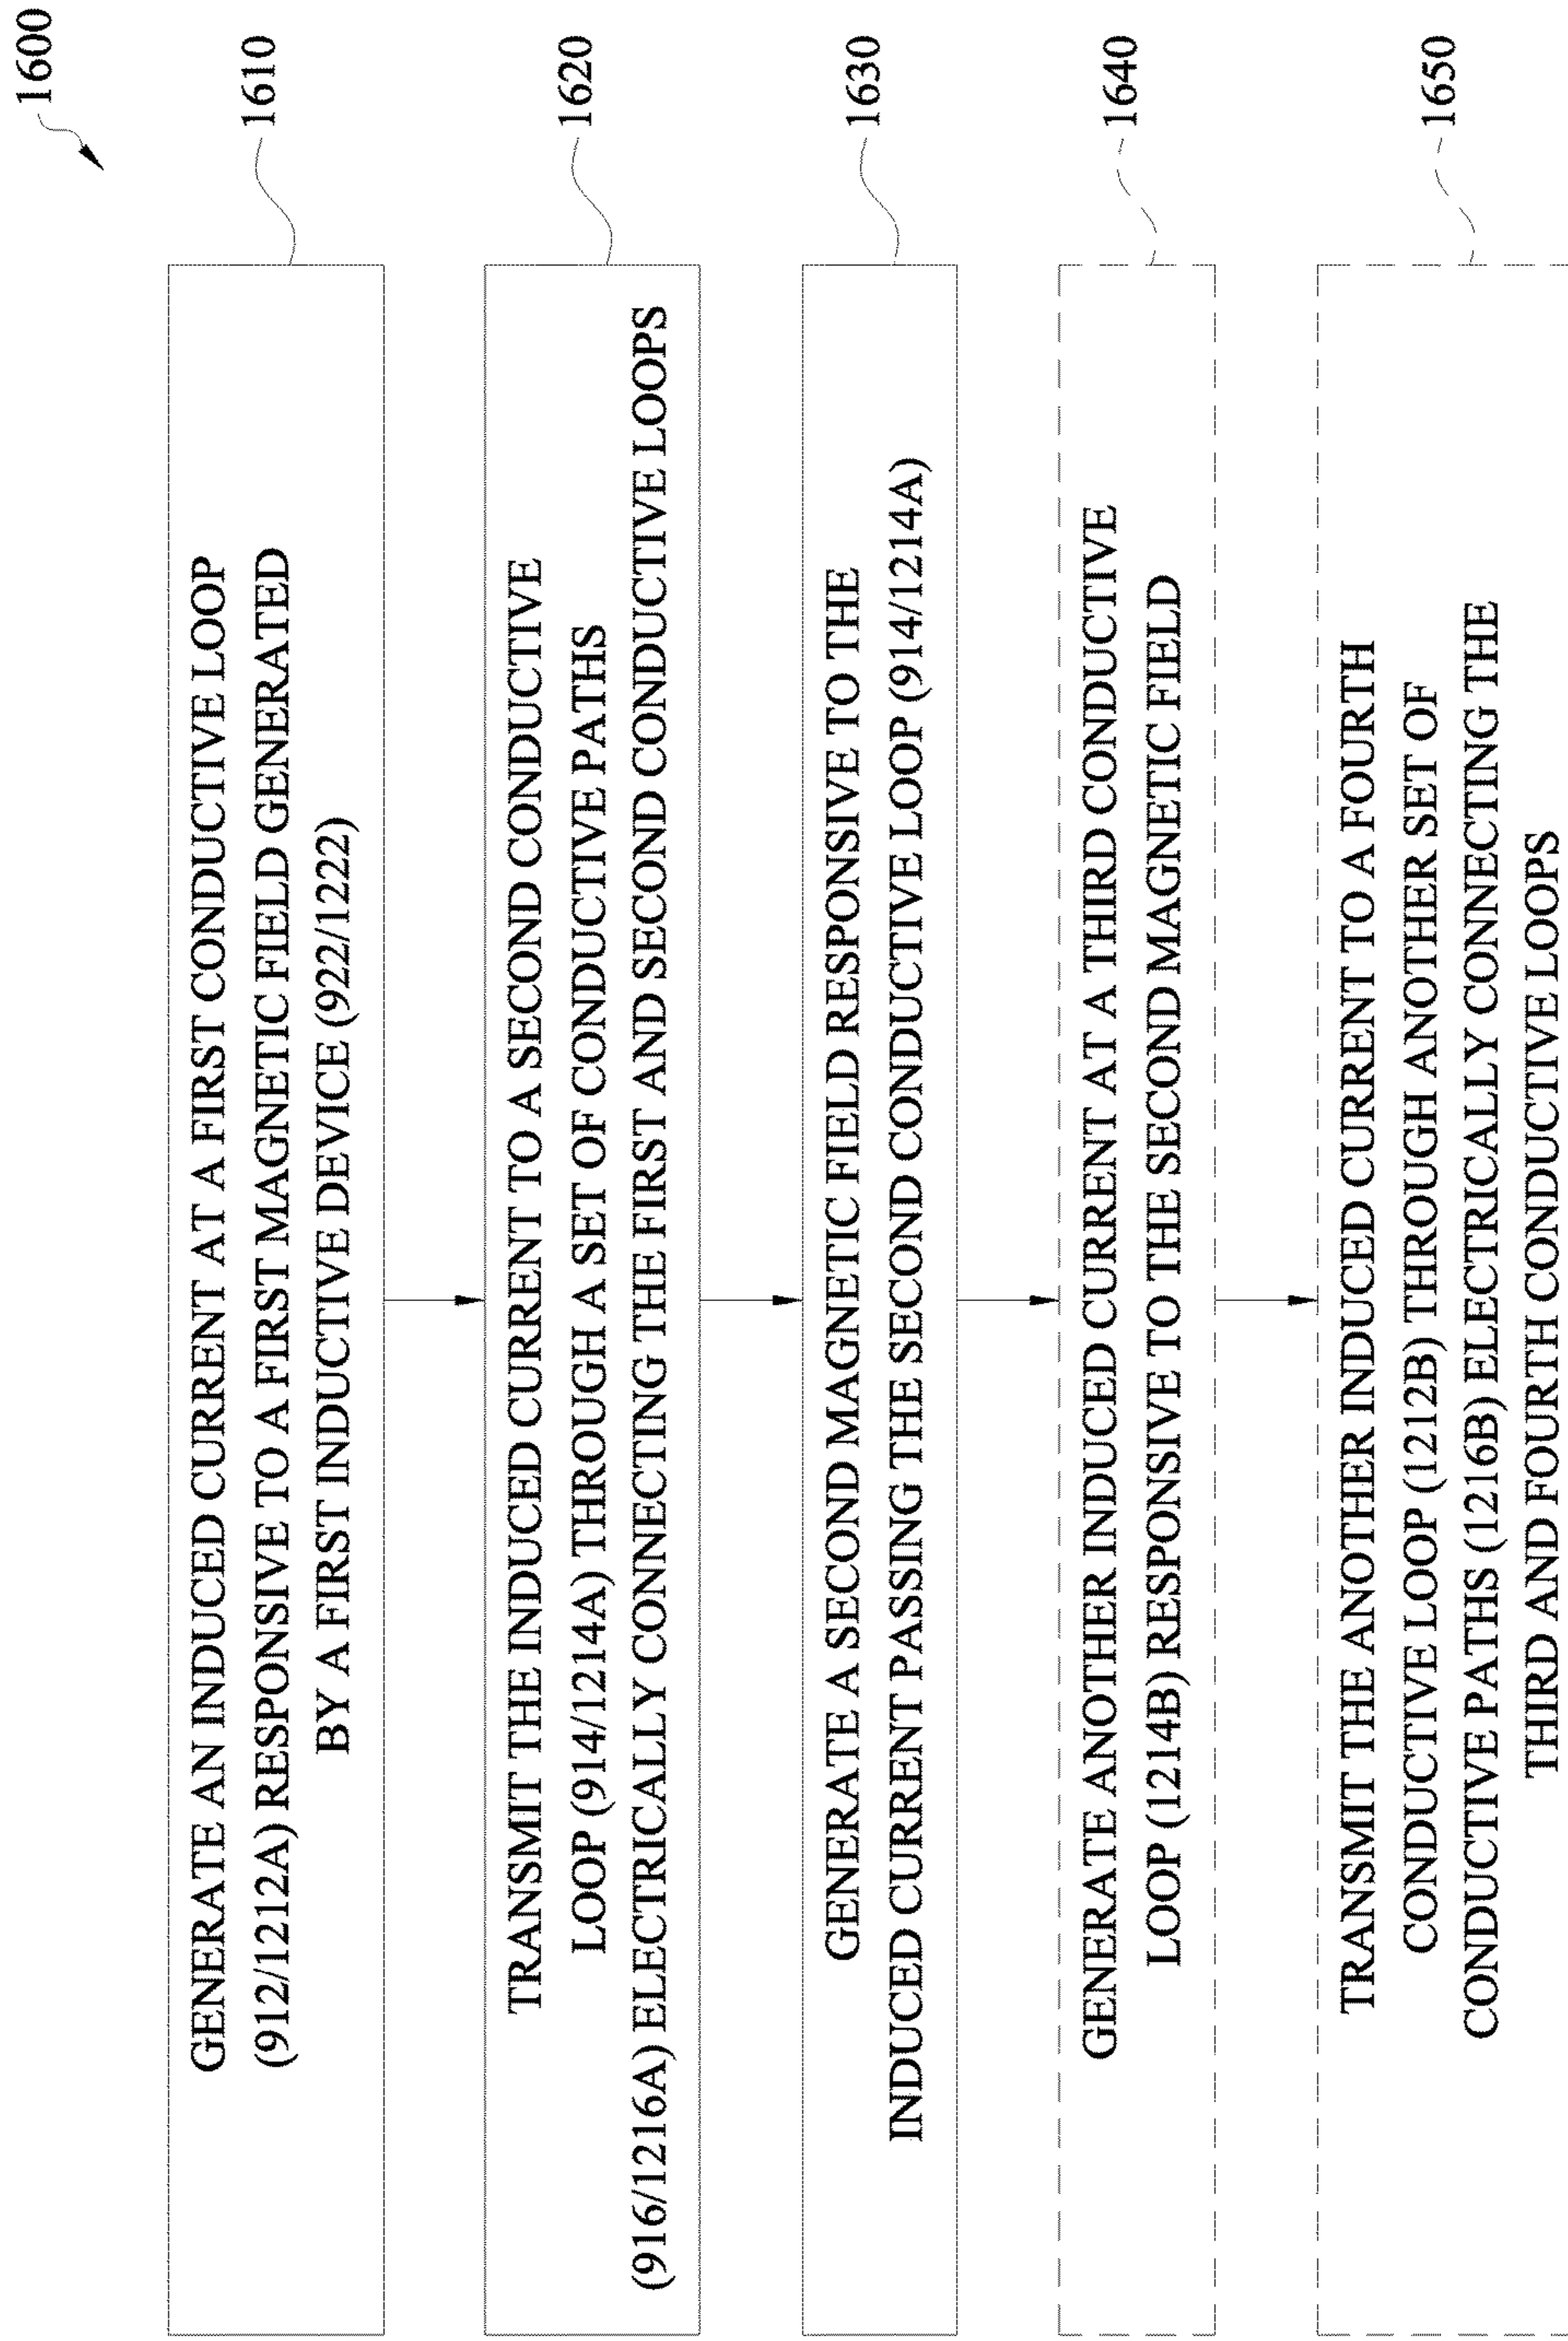 1600
GENERATE AN INDUCED CURRENT AT A FIRST CONDUCTIVE LOOP
(912/1212A) RESPONSIVE TO A FIRST MAGNETIC FIELD GENERATED
BY A FIRST INDUCTIVE DEVICE (922/1222)
1610
TRANSMIT THE INDUCED CURRENT TO A SECOND CONDUCTIVE
LOOP (914/1214A) THROUGH A SET OF CONDUCTIVE PATHS
(916/1216A) ELECTRICALLY CONNECTING THE FIRST AND SECOND CONDUCTIVE LOOPS
1620
GENERATE A SECOND MAGNETIC FIELD RESPONSIVE TO THE
INDUCED CURRENT PASSING THE SECOND CONDUCTIVE LOOP (914/1214A)
1630
GENERATE ANOTHER INDUCED CURRENT AT A THIRD CONDUCTIVE
LOOP (1214B) RESPONSIVE TO THE SECOND MAGNETIC FIELD
1640
TRANSMIT THE ANOTHER INDUCED CURRENT TO A FOURTH
CONDUCTIVE LOOP (1212B) THROUGH ANOTHER SET OF
CONDUCTIVE PATHS (1216B) ELECTRICALLY CONNECTING THE
THIRD AND FOURTH CONDUCTIVE LOOPS
1650